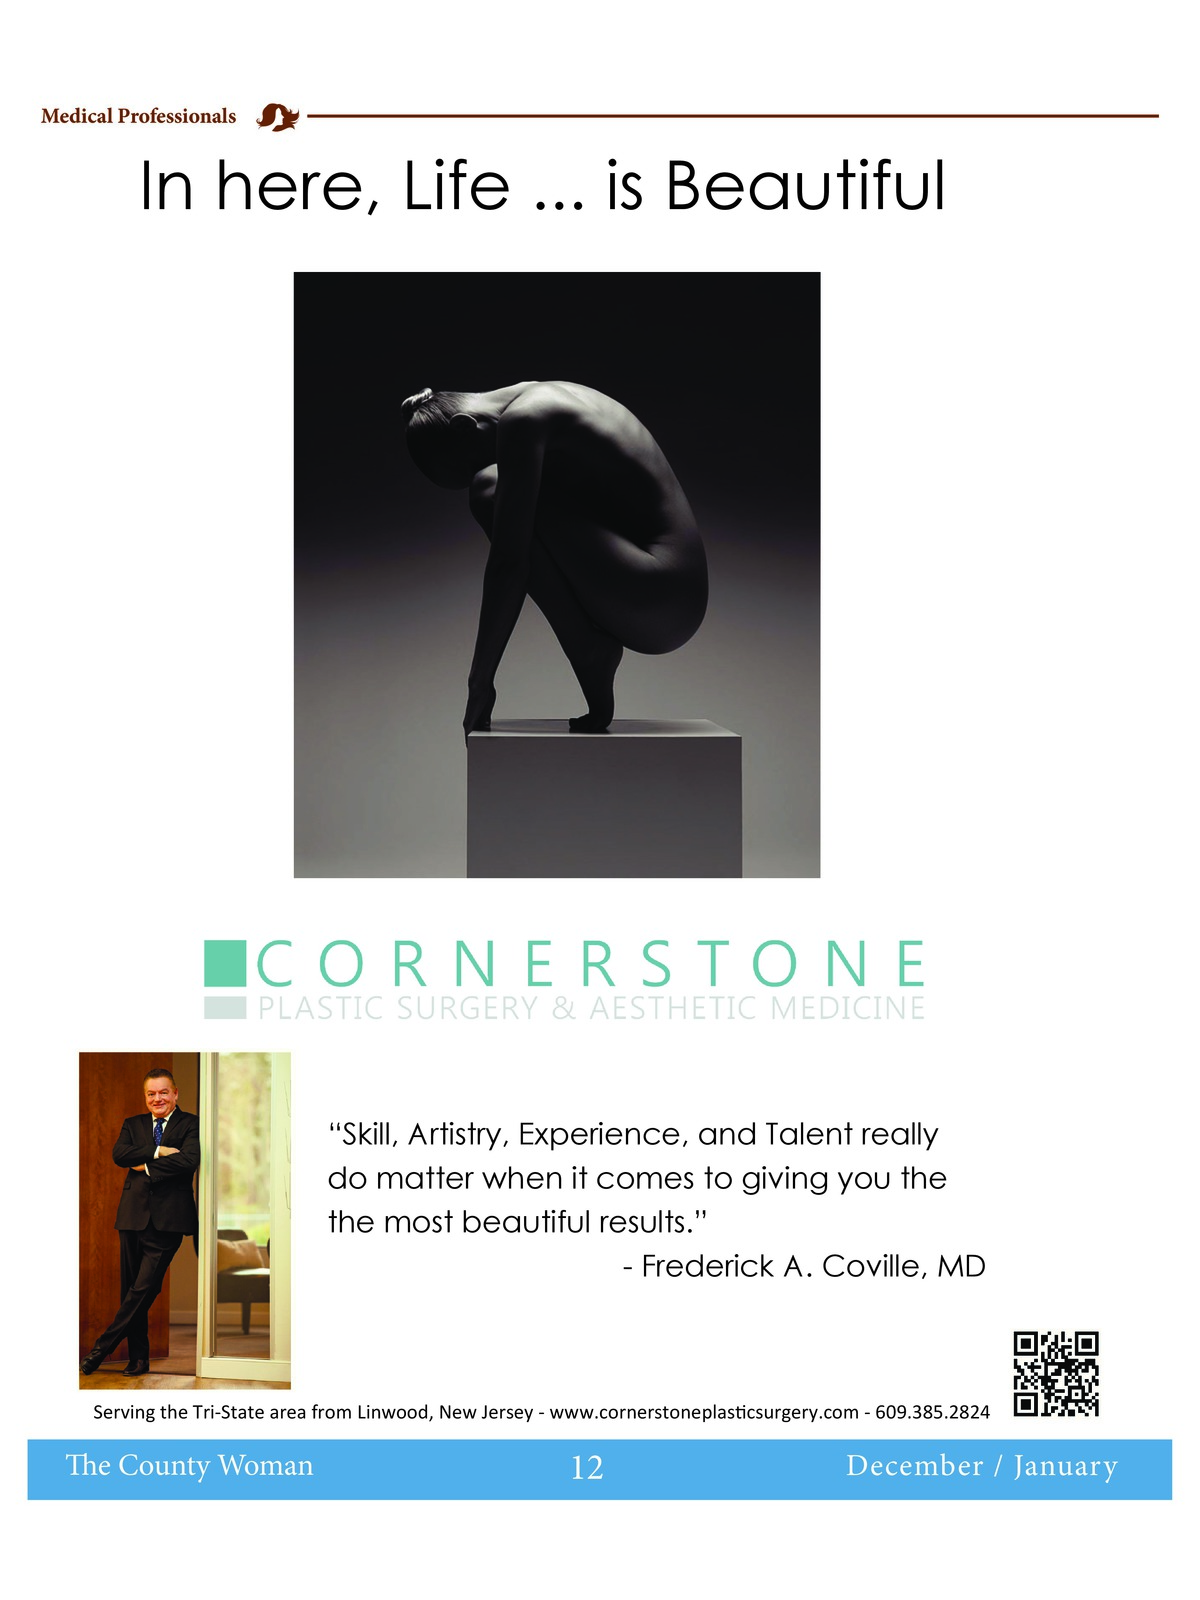 Medical Professionals
In here, Life ... is Beautiful
CORNERSTONE
PLASTIC SURGERY & AESTHETIC MEDICINE
“Skill, Artistry, Experience, and Talent really
do matter when it comes to giving you the
the most beautiful results.”
- Frederick A. Coville, MD
Serving the Tri-State area from Linwood, New Jersey - www.cornerstoneplasticsurgery.com - 609.385.2824
The County Woman 12 December / January